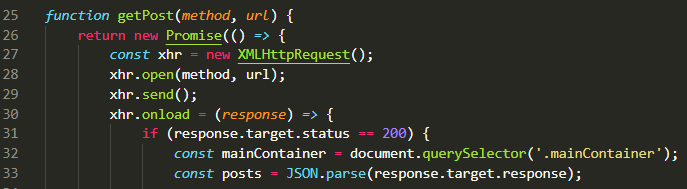 25 function getPost(method, url) {
26 return new Promise(() => {
27 const xhr = new XMLHttpRequest();
28 xhr.open(method, url);
29 xhr.send();
30 xhr.onload = (response) => {
31 if (response.target.status == 200) {
32 const mainContainer = document.querySelector('.mainContainer');
33 const posts = JSON.parse(response.target.response);